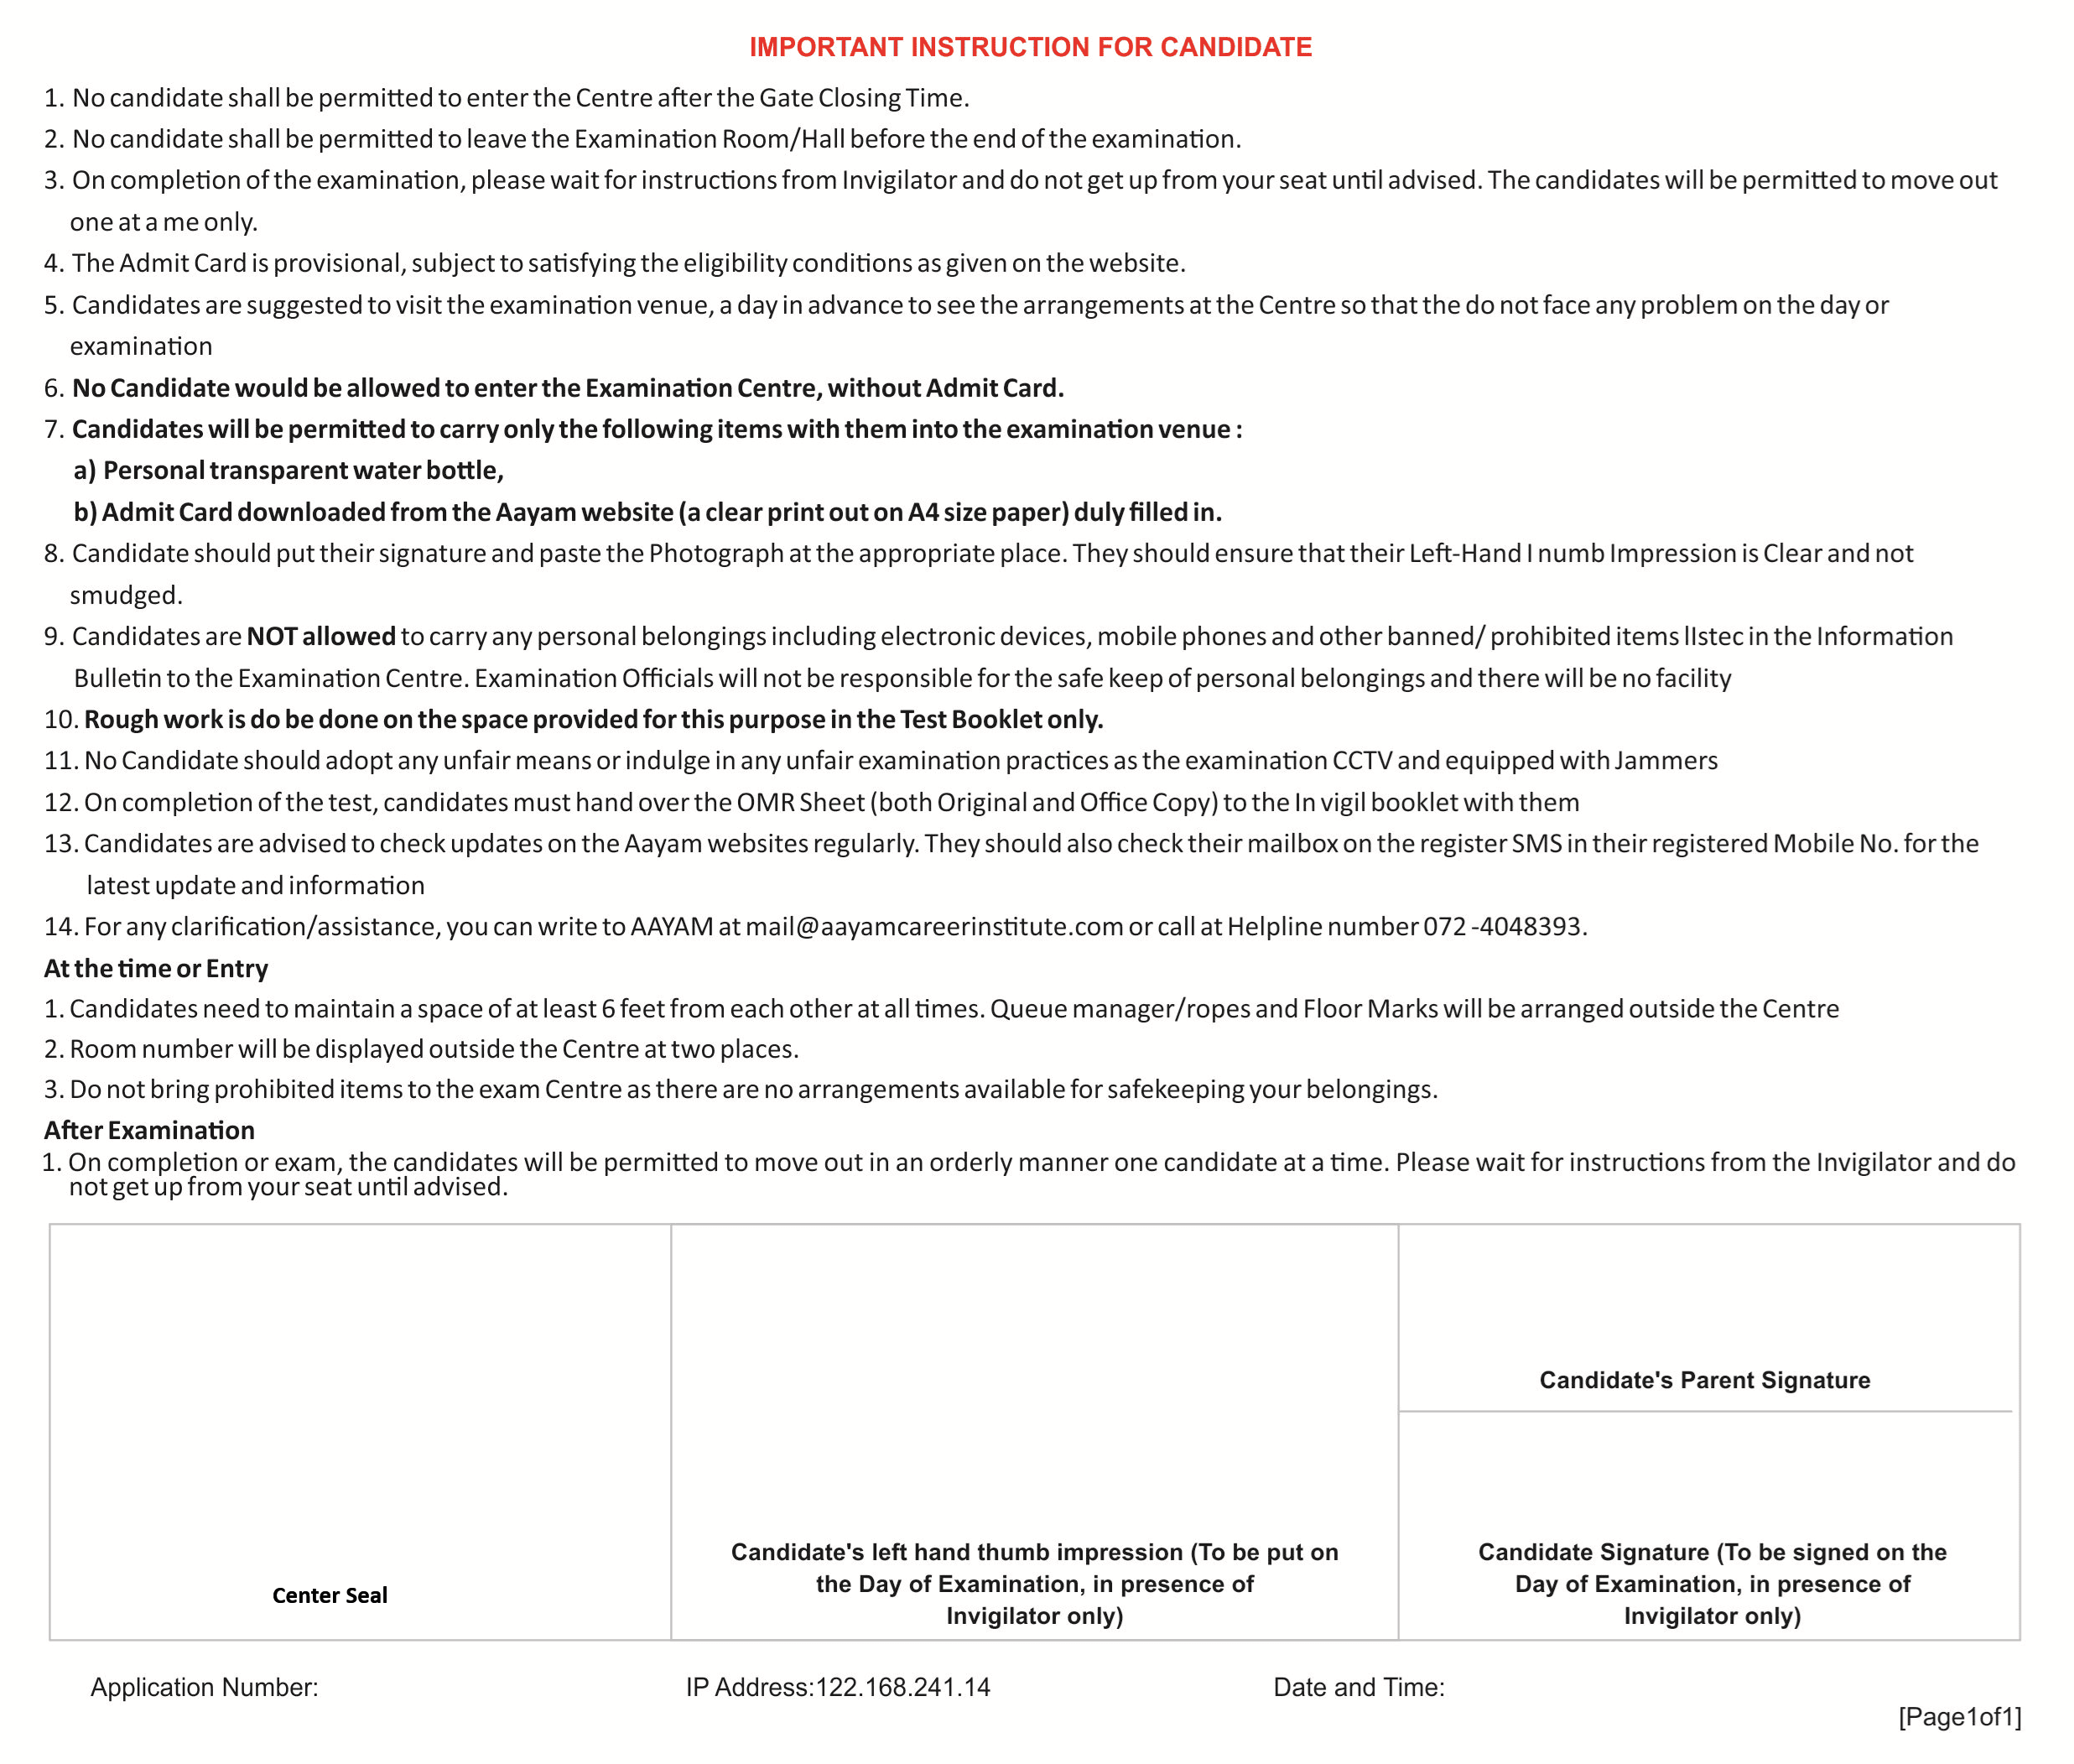 IMPORTANT INSTRUCTION FOR CANDIDATE
1. No candidate shall be permitted to enter the Centre after the Gate Closing Time.
2. No candidate shall be permitted to leave the Examination Room/Hall before the end of the examination.
3. On completion of the examination, please wait for instructions from Invigilator and do not get up from your seat until advised. The candidates will be permitted to move out
one at a me only.
4. The Admit Card is provisional, subject to satisfying the eligibility conditions as given on the website.
5. Candidates are suggested to visit the examination venue, a day in advance to see the arrangements at the Centre so that the do not face any problem on the day or
examination
6. No Candidate would be allowed to enter the Examination Centre, without Admit Card.
7. Candidates will be permitted to carry only the following items with them into the examination venue :
a) Personal transparent water bottle,
b) Admit Card downloaded from the Aayam website (a clear print out on A4 size paper) duly filled in.
8. Candidate should put their signature and paste the Photograph at the appropriate place. They should ensure that their Left-Hand I numb Impression is Clear and not
smudged.
9. Candidates are NOT allowed to carry any personal belongings including electronic devices, mobile phones and other banned/ prohibited items lIstec in the Information
Bulletin to the Examination Centre. Examination Officials will not be responsible for the safe keep of personal belongings and there will be no facility
10. Rough work is do be done on the space provided for this purpose in the Test Booklet only.
11. No Candidate should adopt any unfair means or indulge in any unfair examination practices as the examination CCTV and equipped with Jammers
12. On completion of the test, candidates must hand over the OMR Sheet (both Original and Office Copy) to the In vigil booklet with them
13. Candidates are advised to check updates on the Aayam websites regularly. They should also check their mailbox on the register SMS in their registered Mobile No. for the
latest update and information
14. For any clarification/assistance, you can write to AAYAM at mail@aayamcareerinstitute.com or call at Helpline number 072 -4048393.
At the time or Entry
1. Candidates need to maintain a space of at least 6 feet from each other at all times. Queue manager/ropes and Floor Marks will be arranged outside the Centre
2. Room number will be displayed outside the Centre at two places.
3. Do not bring prohibited items to the exam Centre as there are no arrangements available for safekeeping your belongings.
After Examination
1. On completion or exam, the candidates will be permitted to move out in an orderly manner one candidate at a time. Please wait for instructions from the Invigilator and do
not get up from your seat until advised.
Candidate's Parent Signature
Center Seal
Candidate's left hand thumb impression (To be put on
the Day of Examination, in presence of
Invigilator only)
Candidate Signature (To be signed on the
Day of Examination, in presence of
Invigilator only)
Application Number:
IP Address:122.168.241.14
Date and Time:
[Page1of1]